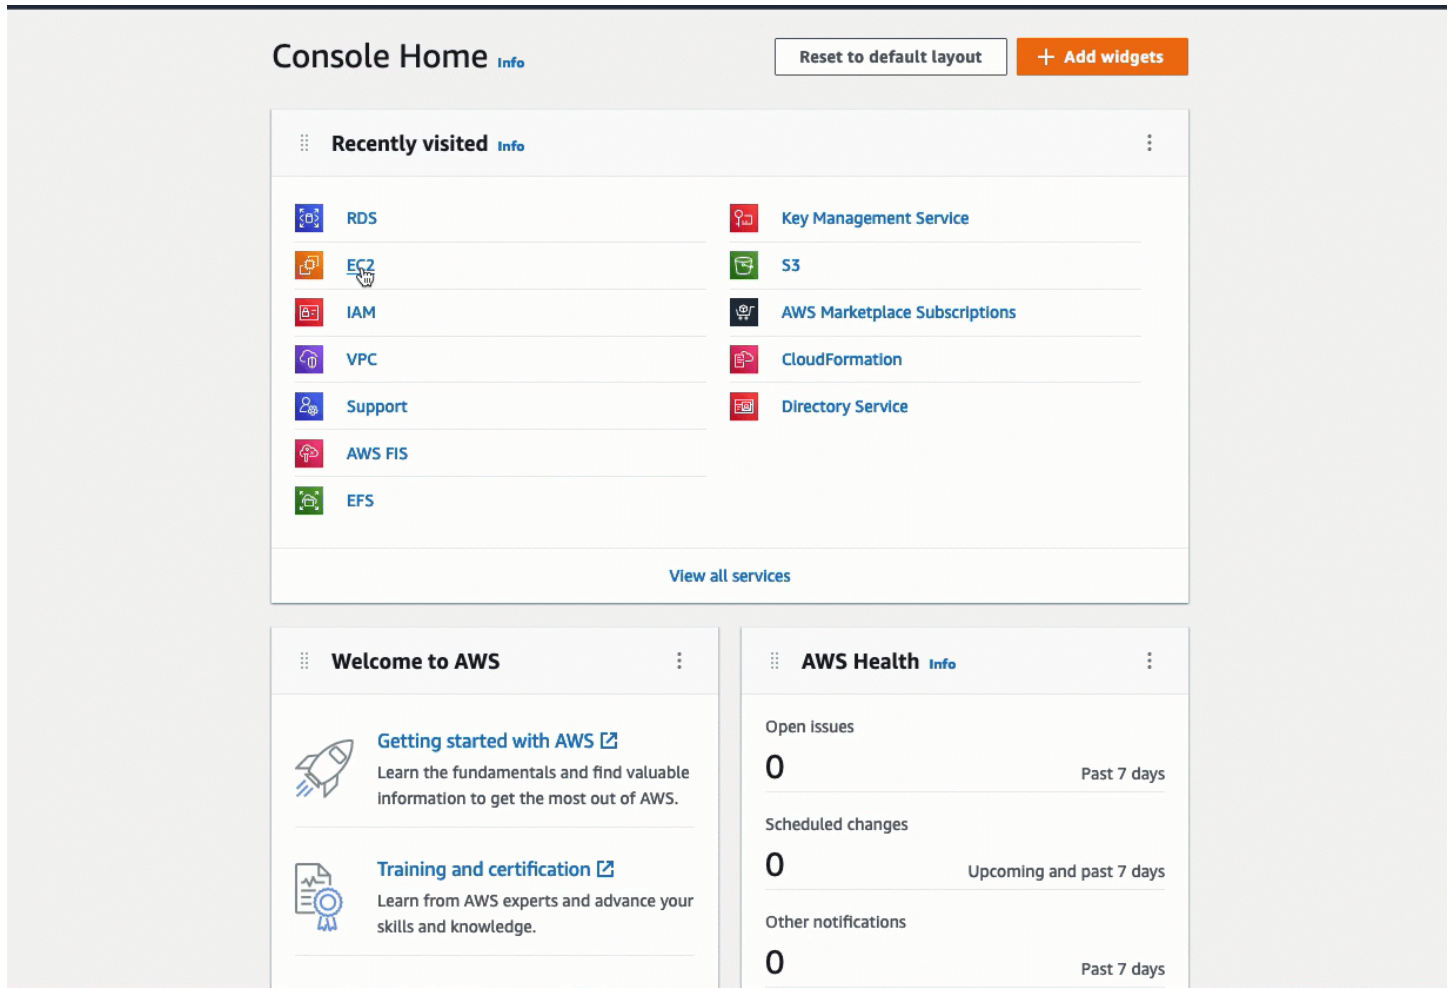 Console Home Info
Reset to default layout
+ Add widgets
Recently visited Info
RDS
EC2
IAM
VPC
Support
AWS FIS
EFS
Key Management Service
S3
AWS Marketplace Subscriptions
CloudFormation
Directory Service
View all services
Welcome to AWS
Getting started with AWS
Learn the fundamentals and find valuable
information to get the most out of AWS.
Training and certification
Learn from AWS experts and advance your
skills and knowledge.
AWS Health Info
Open issues
0 Past 7 days
Scheduled changes
0 Upcoming and past 7 days
Other notifications
0 Past 7 days